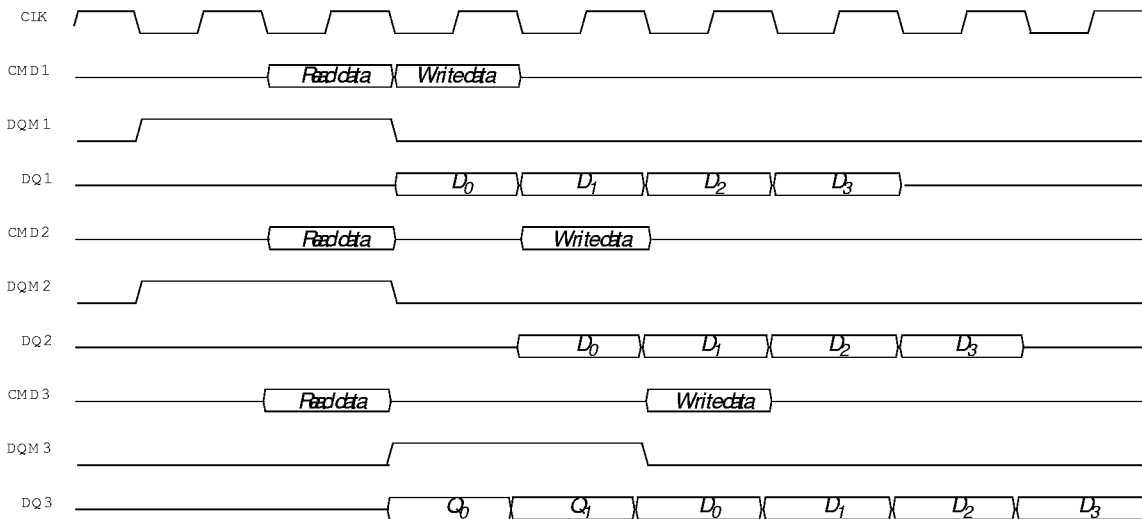 CLK
CMD1 Readdata Writedata
DQM1
DQ1 D0 D1 D2 D3
CMD2 Readdata Writedata
DQM2
DQ2 D0 D1 D2 D3
CMD3 Readdata Writedata
DQM3
DQ3 Q0 Q1 D0 D1 D2 D3